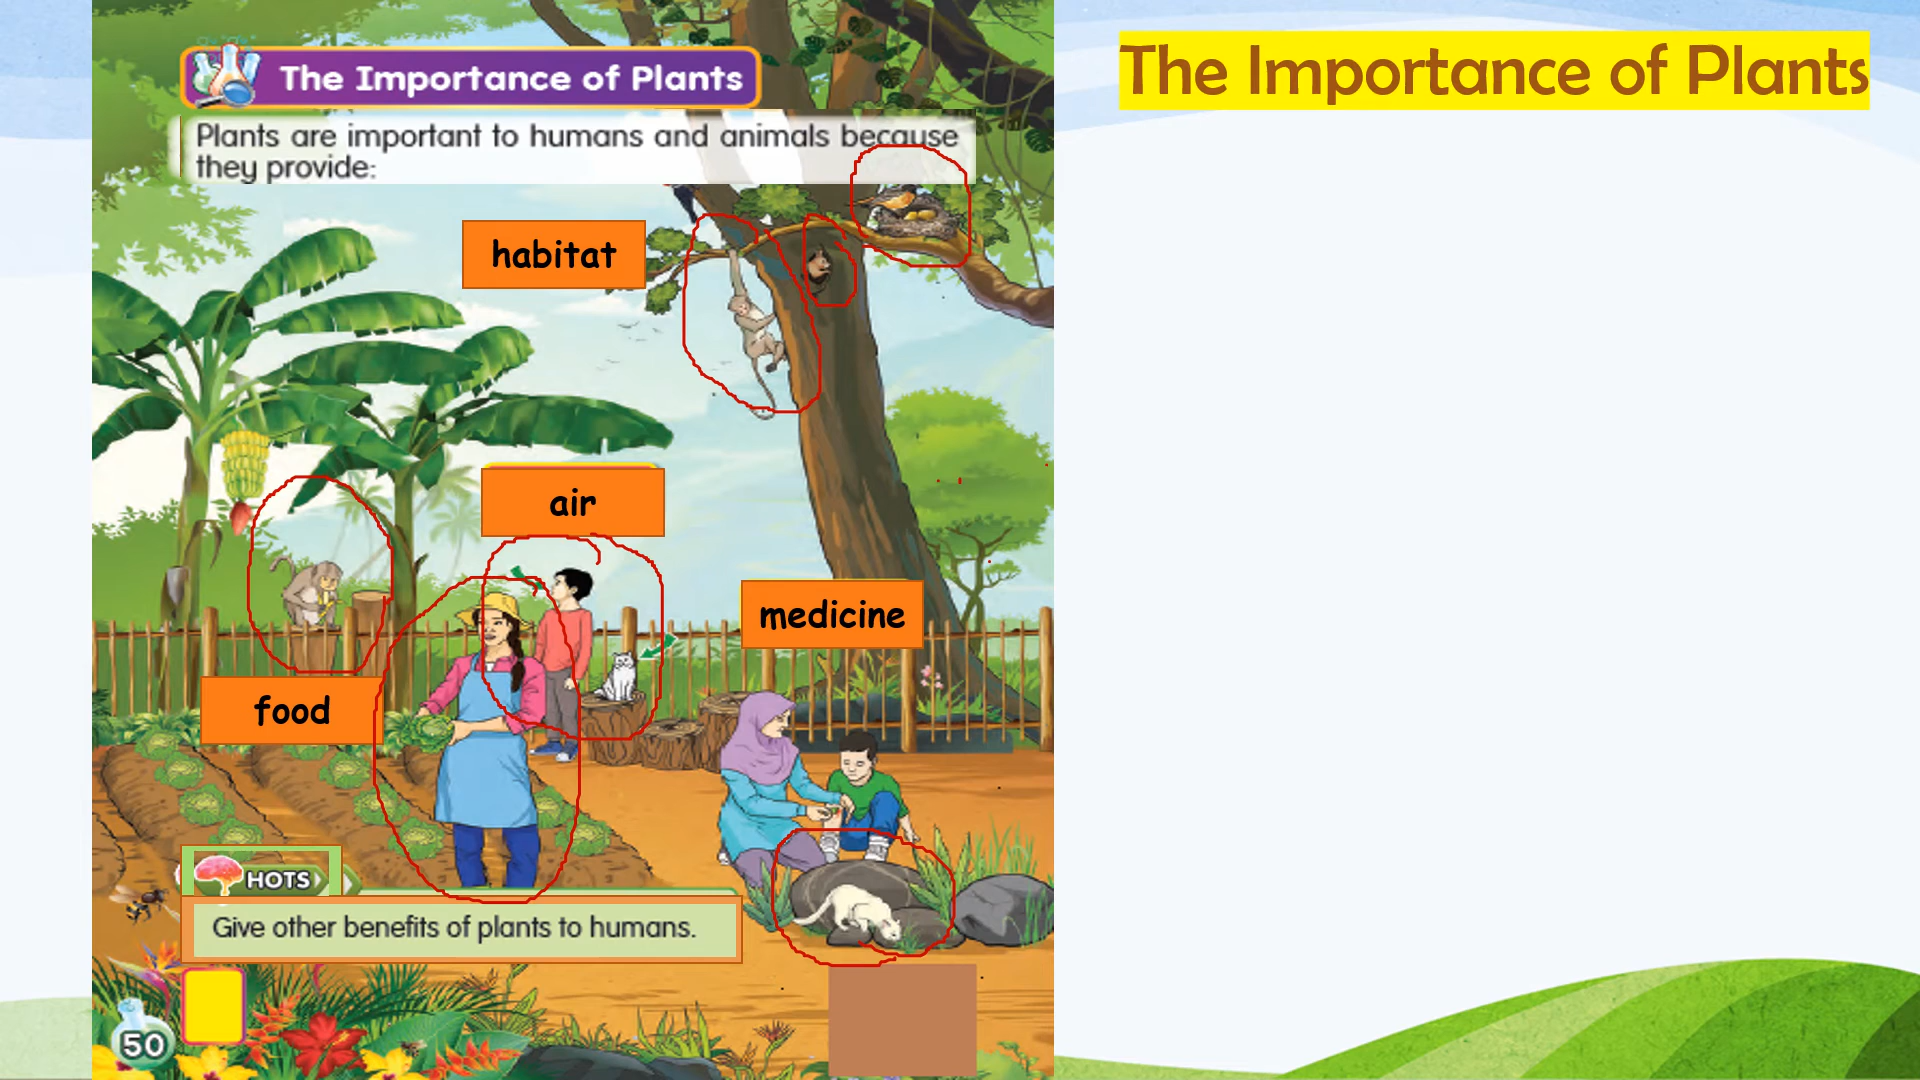 The Importance of Plants
Plants are important to humans and animals because
they provide:
habitat
air
medicine
food
HOTS
Give other benefits of plants to humans.
50
The Importance of Plants